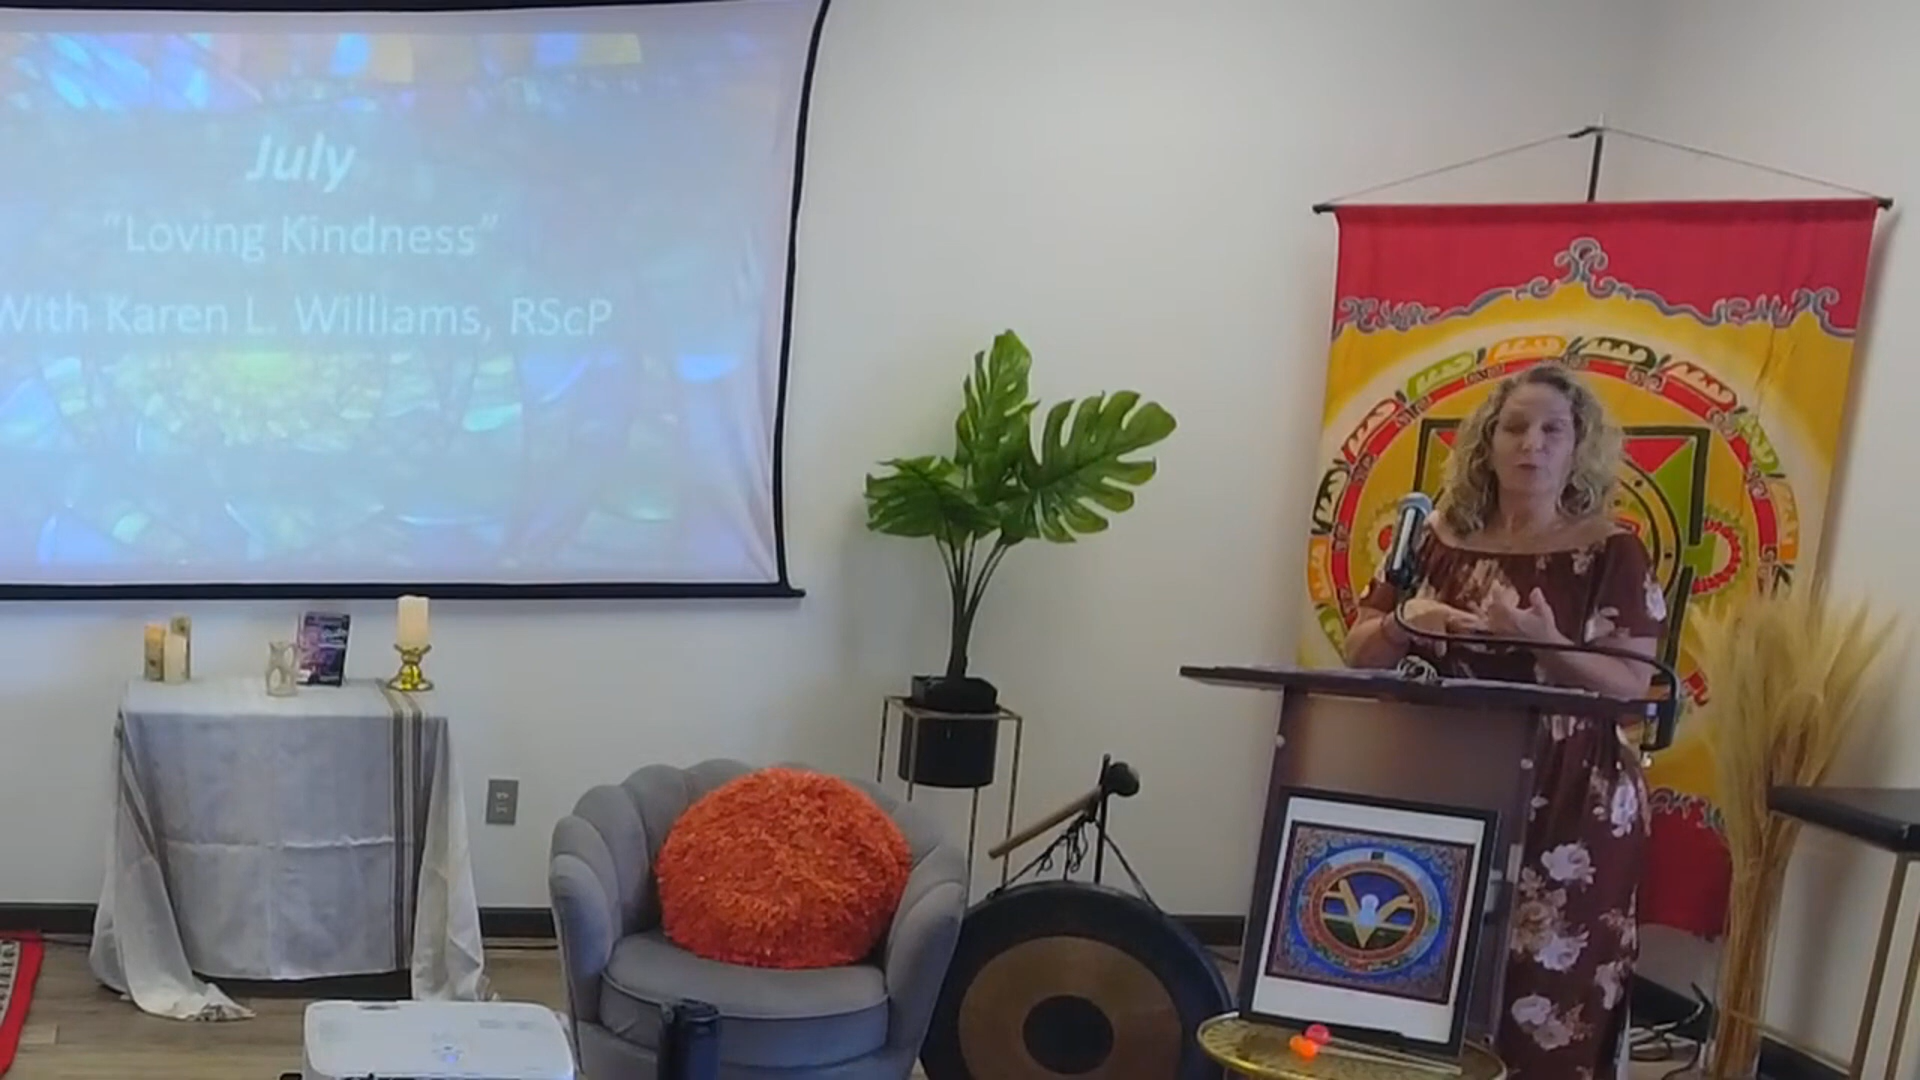 July
“Loving Kindness”
With Karen L. Williams, RScP